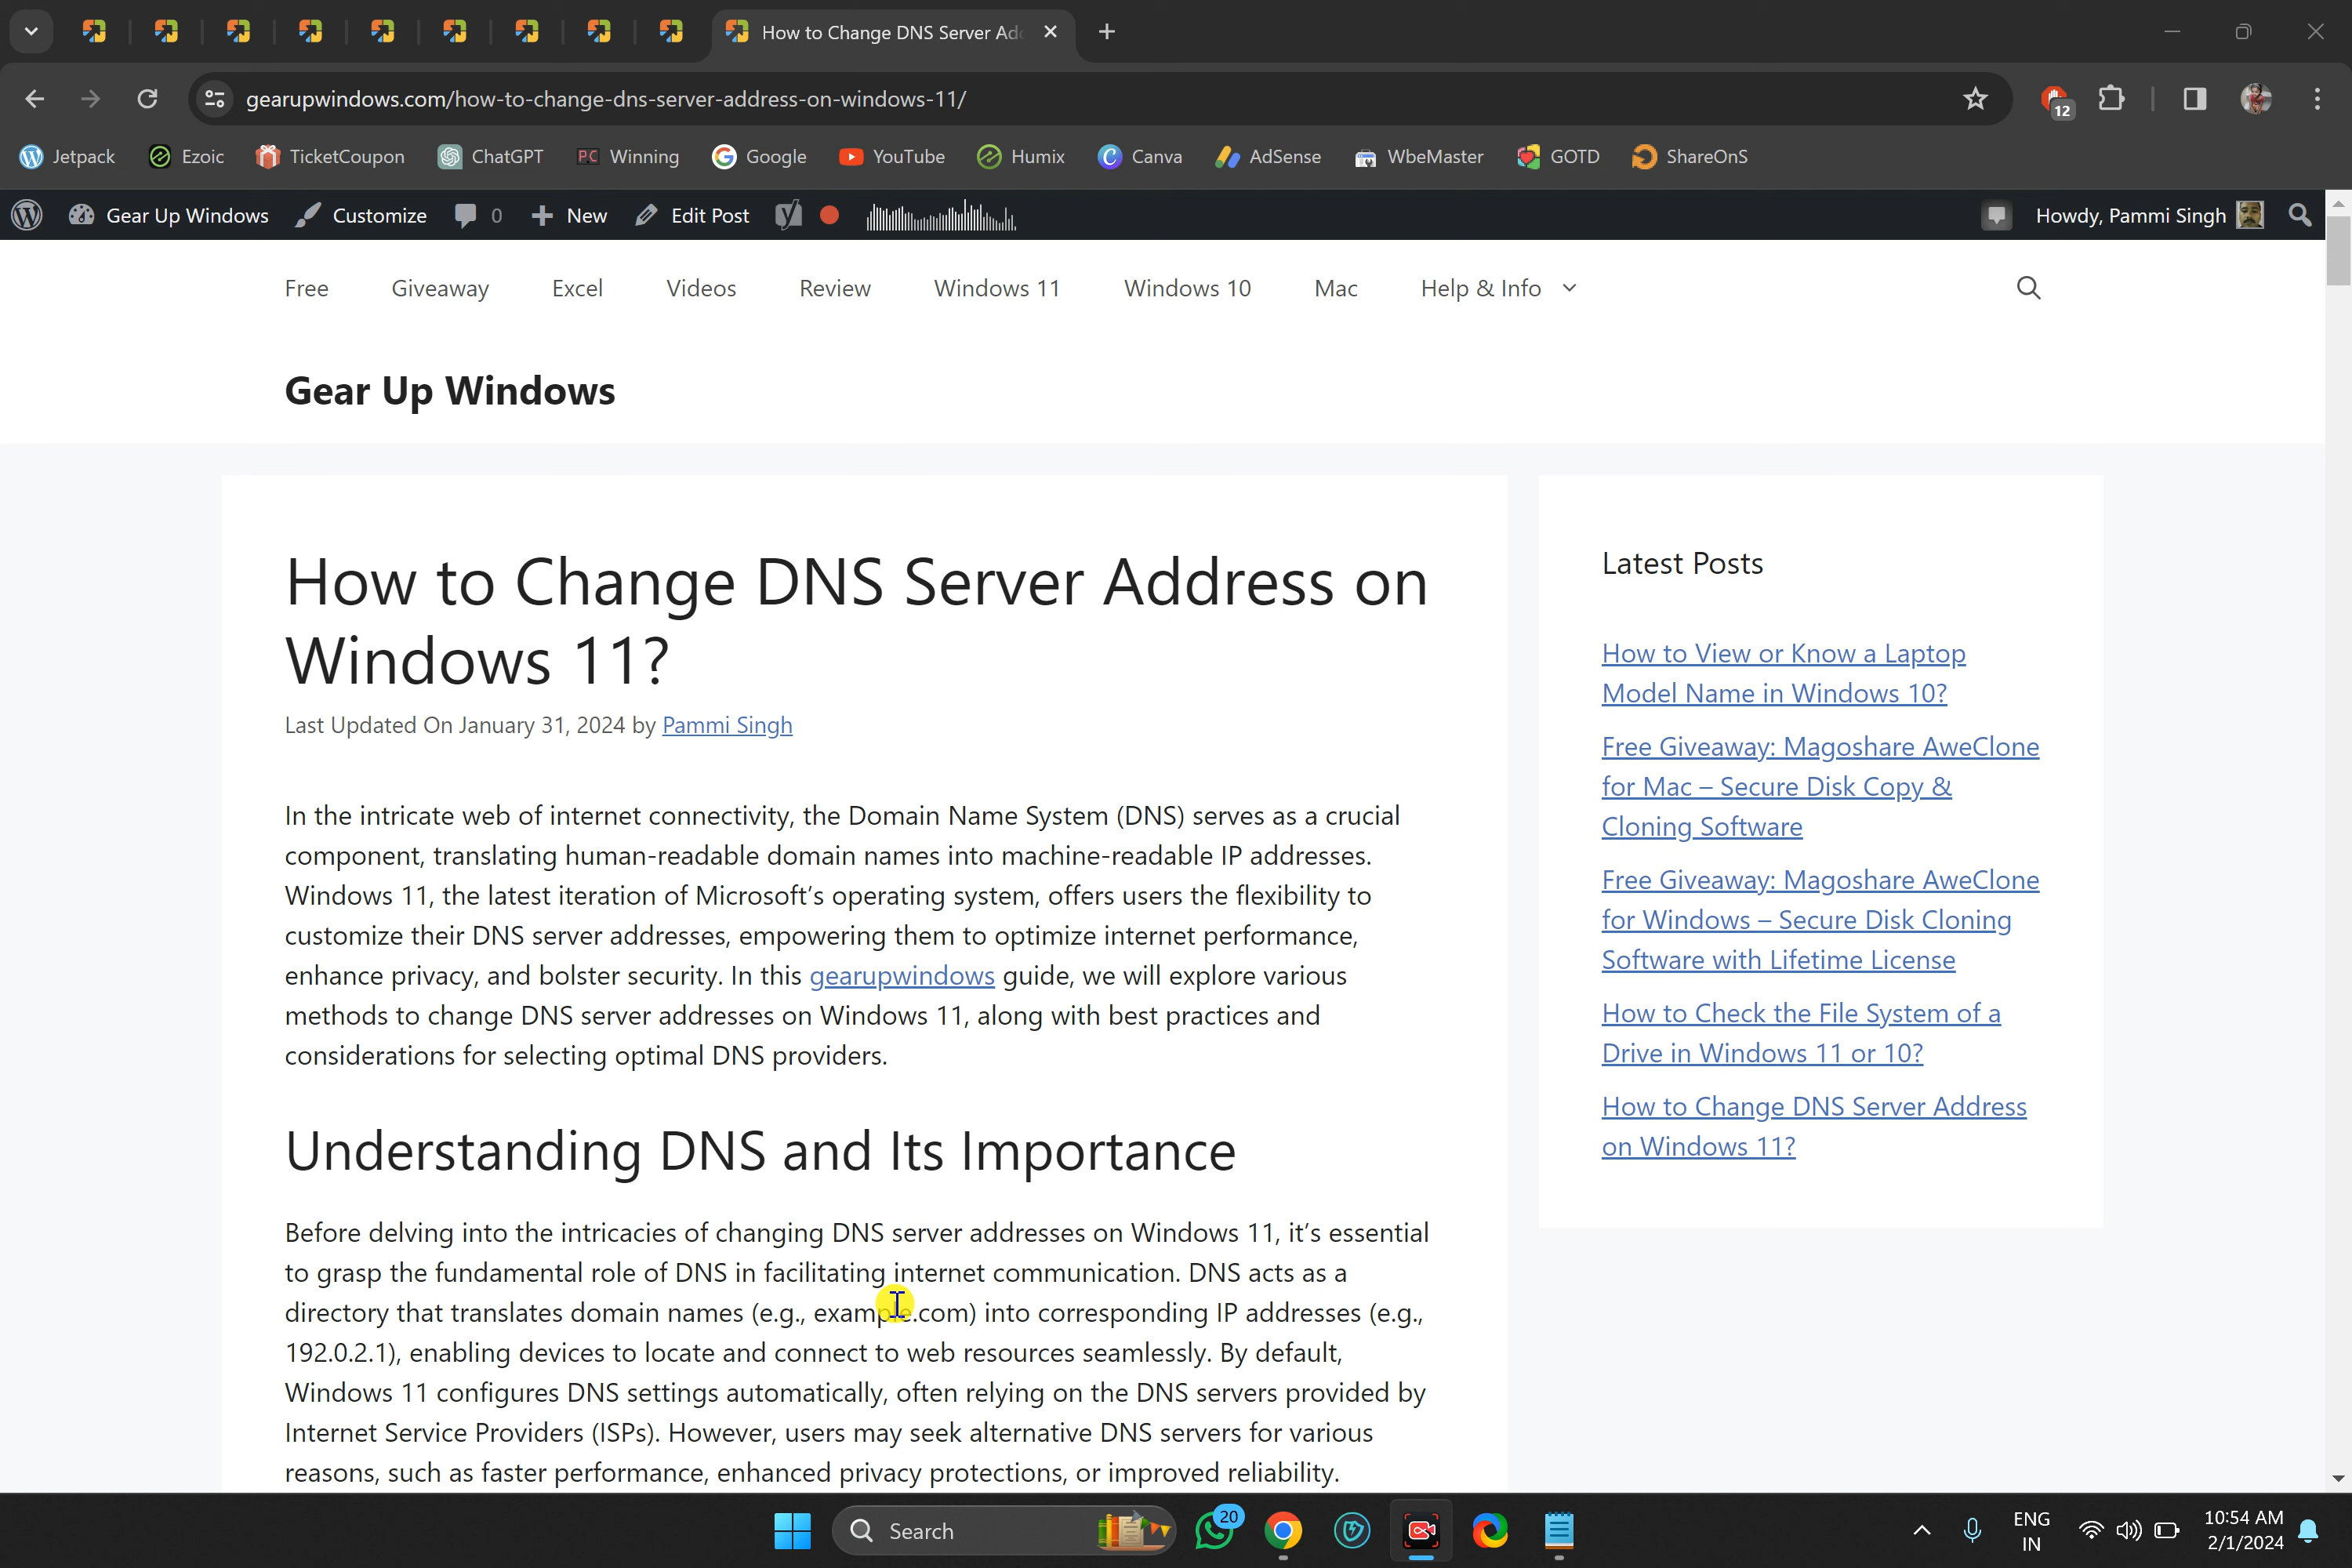 How to Change DNS Server Ad
gearupwindows.com/how-to-change-dns-server-address-on-windows-11/
12
Jetpack
Ezoic
TicketCoupon
ChatGPT
PC
Winning
Google
YouTube
Humix
Canva
AdSense
WbeMaster
GOTD
ShareOnS
Gear Up Windows
Customize
0
New
Edit Post
Howdy, Pammi Singh
Free
Giveaway
Excel
Videos
Review
Windows 11
Windows 10
Mac
Help & Info
Gear Up Windows
How to Change DNS Server Address on
Windows 11?
Last Updated On January 31, 2024 by Pammi Singh
In the intricate web of internet connectivity, the Domain Name System (DNS) serves as a crucial
component, translating human-readable domain names into machine-readable IP addresses.
Windows 11, the latest iteration of Microsoft's operating system, offers users the flexibility to
customize their DNS server addresses, empowering them to optimize internet performance,
enhance privacy, and bolster security. In this gearupwindows guide, we will explore various
methods to change DNS server addresses on Windows 11, along with best practices and
considerations for selecting optimal DNS providers.
Understanding DNS and Its Importance
Before delving into the intricacies of changing DNS server addresses on Windows 11, it's essential
to grasp the fundamental role of DNS in facilitating internet communication. DNS acts as a
directory that translates domain names (e.g., example.com) into corresponding IP addresses (e.g.,
192.0.2.1), enabling devices to locate and connect to web resources seamlessly. By default,
Windows 11 configures DNS settings automatically, often relying on the DNS servers provided by
Internet Service Providers (ISPs). However, users may seek alternative DNS servers for various
reasons, such as faster performance, enhanced privacy protections, or improved reliability.
Latest Posts
How to View or Know a Laptop
Model Name in Windows 10?
Free Giveaway: Magoshare AweClone
for Mac – Secure Disk Copy &
Cloning Software
Free Giveaway: Magoshare AweClone
for Windows – Secure Disk Cloning
Software with Lifetime License
How to Check the File System of a
Drive in Windows 11 or 10?
How to Change DNS Server Address
on Windows 11?
Search
20
ENG
IN
10:54 AM
2/1/2024